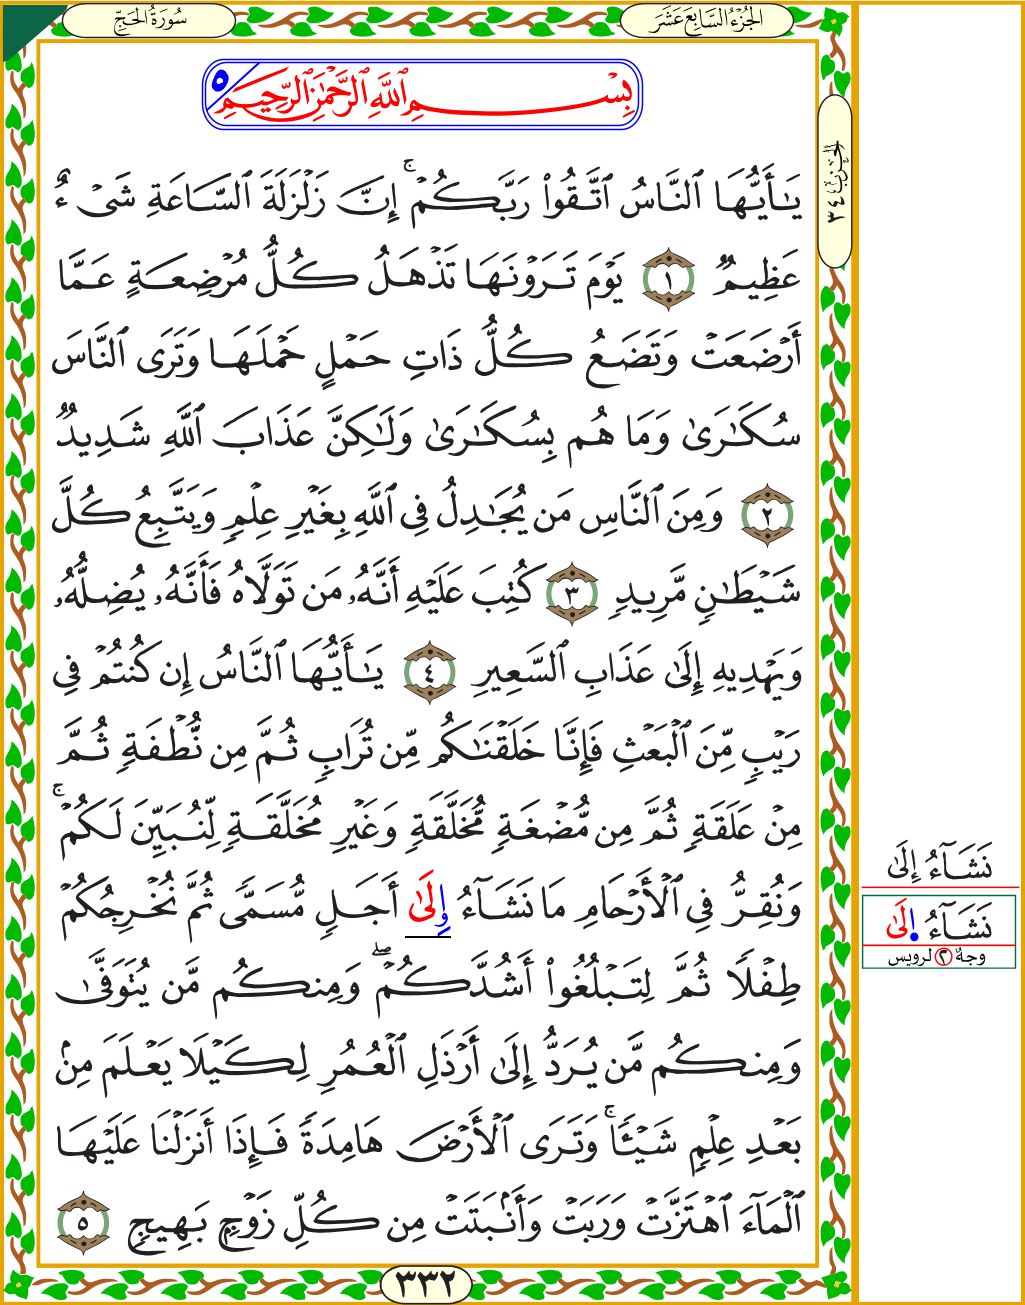 سُورَةُ الحَجِّ
الجُزْءُ السَّابِعَ عَشَرَ
بِسْمِ ٱللَّهِ ٱلرَّحْمَٰنِ ٱلرَّحِيمِ ٥
الحزب ٣٤
يَٰٓأَيُّهَا ٱلنَّاسُ ٱتَّقُوا۟ رَبَّكُمْ ۚ إِنَّ زَلْزَلَةَ ٱلسَّاعَةِ شَىْءٌ
عَظِيمٌ ١ يَوْمَ تَرَوْنَهَا تَذْهَلُ كُلُّ مُرْضِعَةٍ عَمَّآ
أَرْضَعَتْ وَتَضَعُ كُلُّ ذَاتِ حَمْلٍ حَمْلَهَا وَتَرَى ٱلنَّاسَ
سُكَٰرَىٰ وَمَا هُم بِسُكَٰرَىٰ وَلَٰكِنَّ عَذَابَ ٱللَّهِ شَدِيدٌ
٢ وَمِنَ ٱلنَّاسِ مَن يُجَٰدِلُ فِى ٱللَّهِ بِغَيْرِ عِلْمٍ وَيَتَّبِعُ كُلَّ
شَيْطَٰنٍ مَّرِيدٍ ٣ كُتِبَ عَلَيْهِ أَنَّهُۥ مَن تَوَلَّاهُ فَأَنَّهُۥ يُضِلُّهُۥ
وَيَهْدِيهِ إِلَىٰ عَذَابِ ٱلسَّعِيرِ ٤ يَٰٓأَيُّهَا ٱلنَّاسُ إِن كُنتُمْ فِى
رَيْبٍ مِّنَ ٱلْبَعْثِ فَإِنَّا خَلَقْنَٰكُم مِّن تُرَابٍ ثُمَّ مِن نُّطْفَةٍ ثُمَّ
مِنْ عَلَقَةٍ ثُمَّ مِن مُّضْغَةٍ مُّخَلَّقَةٍ وَغَيْرِ مُخَلَّقَةٍ لِّنُبَيِّنَ لَكُمْ ۚ
وَنُقِرُّ فِى ٱلْأَرْحَامِ مَا نَشَآءُ إِلَىٰٓ أَجَلٍ مُّسَمًّى ثُمَّ نُخْرِجُكُمْ
طِفْلًا ثُمَّ لِتَبْلُغُوٓا۟ أَشُدَّكُمْ ۖ وَمِنكُم مَّن يُتَوَفَّىٰ
وَمِنكُم مَّن يُرَدُّ إِلَىٰٓ أَرْذَلِ ٱلْعُمُرِ لِكَيْلَا يَعْلَمَ مِنۢ
بَعْدِ عِلْمٍ شَيْـًٔا ۚ وَتَرَى ٱلْأَرْضَ هَامِدَةً فَإِذَآ أَنزَلْنَا عَلَيْهَا
ٱلْمَآءَ ٱهْتَزَّتْ وَرَبَتْ وَأَنۢبَتَتْ مِن كُلِّ زَوْجٍۭ بَهِيجٍ ٥
نَشَآءُ إِلَىٰ
نَشَآءُ اِلَىٰ
وجهٌ ٢ لرويس
٣٣٢